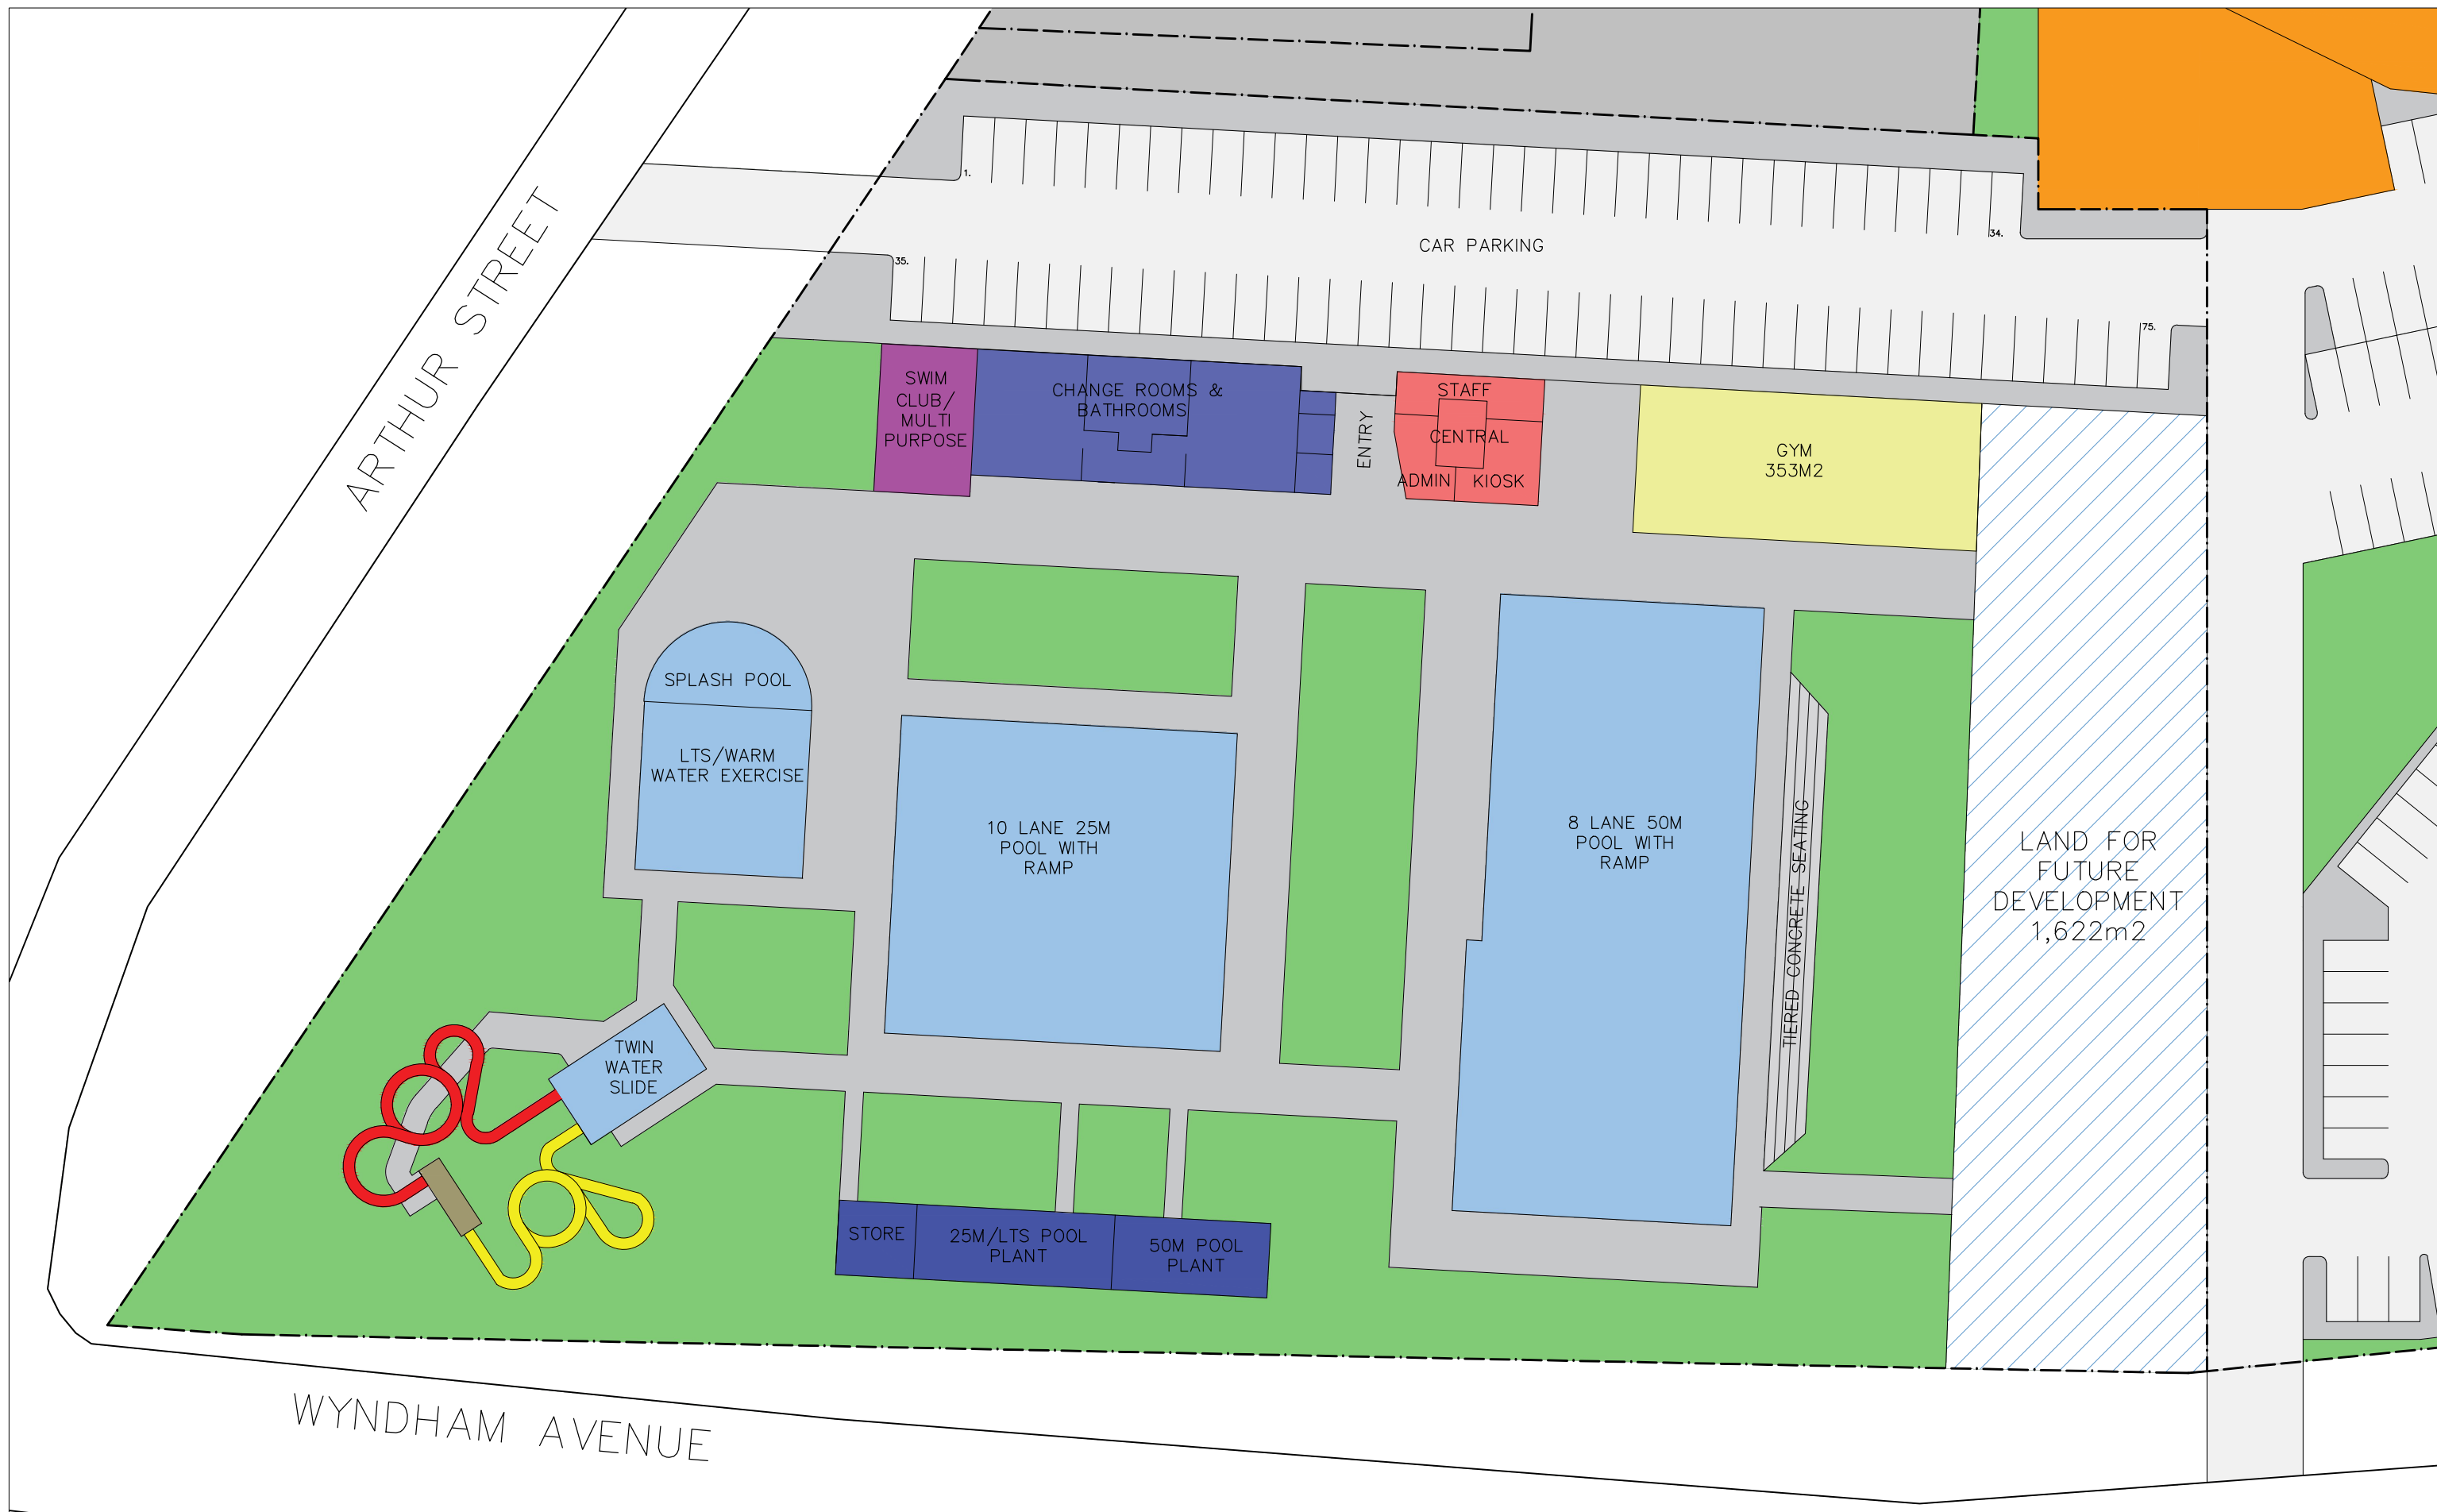 ARTHUR STREET
1.
34.
CAR PARKING
35.
75.
SWIM
CLUB/
MULTI
PURPOSE
CHANGE ROOMS &
BATHROOMS
ENTRY
STAFF
CENTRAL
ADMIN
KIOSK
GYM
353M2
SPLASH POOL
LTS/WARM
WATER EXERCISE
10 LANE 25M
POOL WITH
RAMP
8 LANE 50M
POOL WITH
RAMP
TIERED CONCRETE SEATING
LAND FOR
FUTURE
DEVELOPMENT
1,622m2
TWIN
WATER
SLIDE
STORE
25M/LTS POOL
PLANT
50M POOL
PLANT
WYNDHAM AVENUE